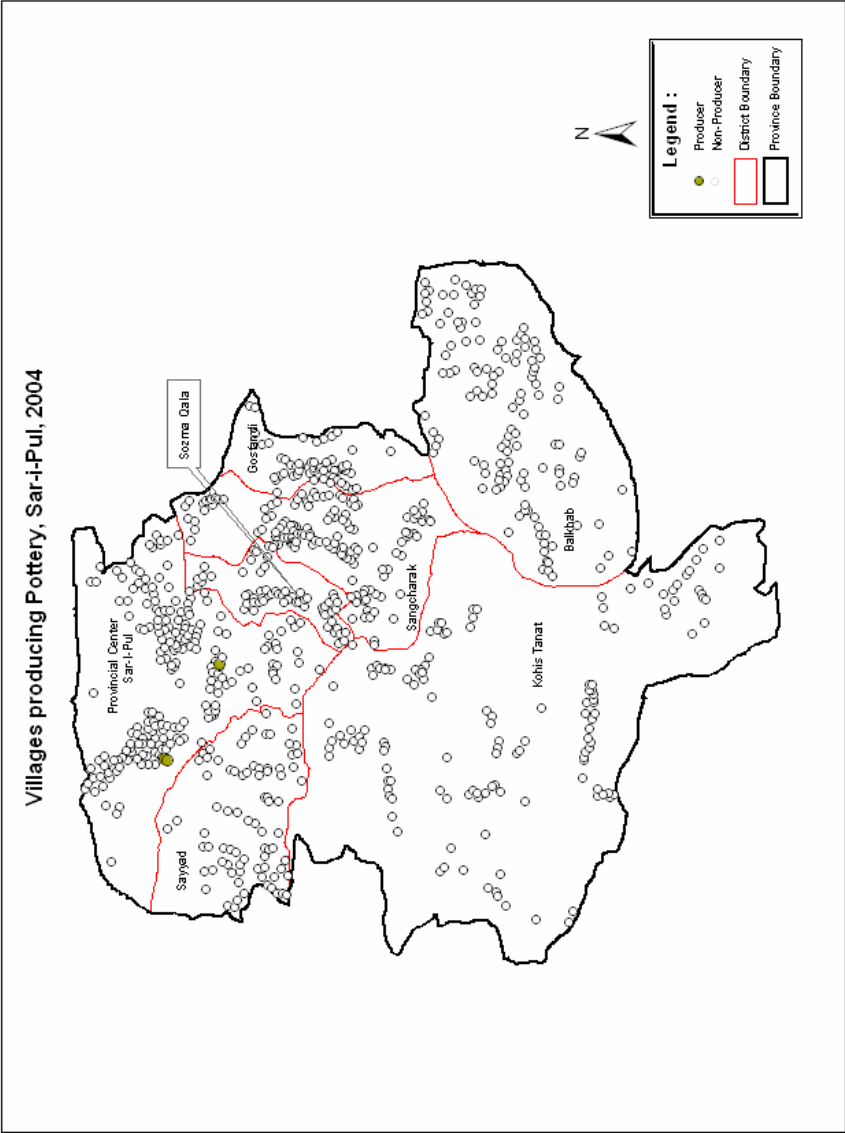 Villages producing Pottery, Sar-i-Pul, 2004
Provincial Center
Sar-I-Pul
Sayyad
Sozma Qala
Gosfandi
Sangcharak
Kohis Tanat
Balkhab
N
Legend :
Producer
Non-Producer
District Boundary
Province Boundary